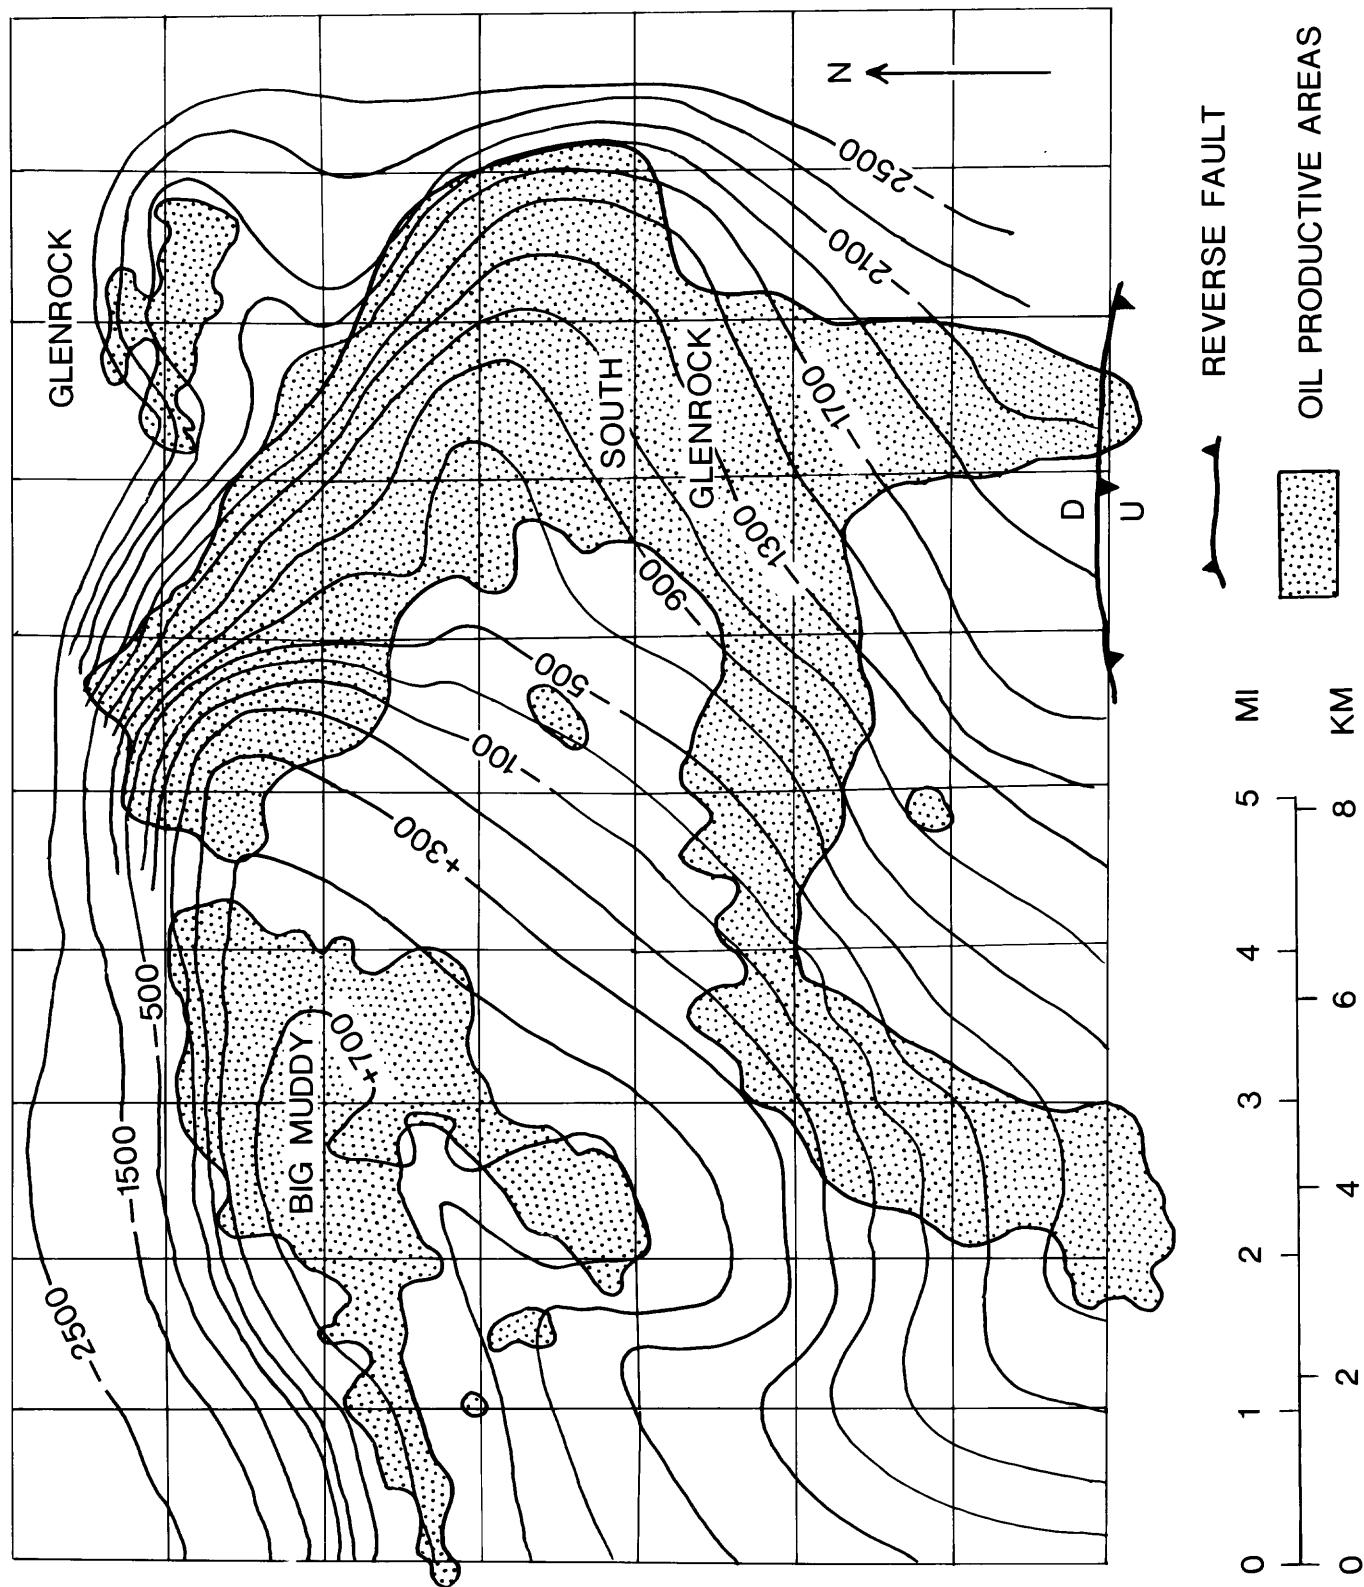 GLENROCK
N
-2500
2100
1700
SOUTH
GLENROCK
1300
-900
-500
-100
+300
500
+700
BIG MUDDY
-1500
-2500
D
U
REVERSE FAULT
OIL PRODUCTIVE AREAS
0 1 2 3 4 5 MI
0 2 4 6 8 KM